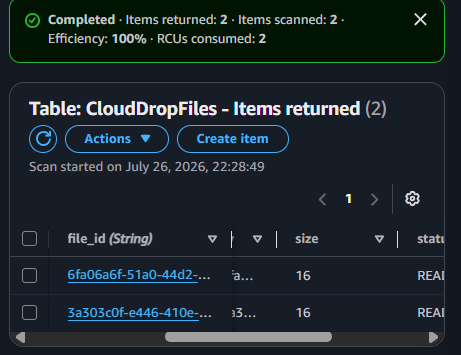 Completed · Items returned: 2 · Items scanned: 2 ·
Efficiency: 100% · RCUs consumed: 2
Table: CloudDropFiles - Items returned (2)
Actions
Create item
Scan started on July 26, 2026, 22:28:49
1
file_id (String) size
6fa06a6f-51a0-44d2-... 16
3a303c0f-e446-410e-... 16